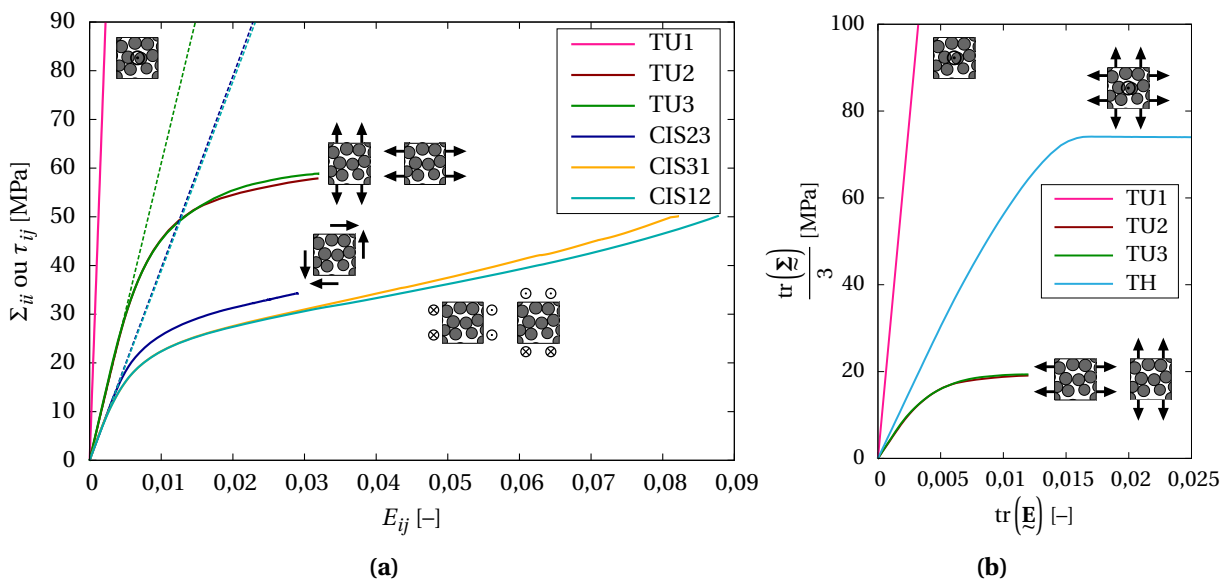 90
80
70
60
50
40
30
20
10
0
Σii ou τij [MPa]
0 0,01 0,02 0,03 0,04 0,05 0,06 0,07 0,08 0,09
Eij [–]
TU1
TU2
TU3
CIS23
CIS31
CIS12
(a)
100
80
60
40
20
0
tr(Σ)
3
[MPa]
0 0,005 0,01 0,015 0,02 0,025
tr(E) [–]
TU1
TU2
TU3
TH
(b)